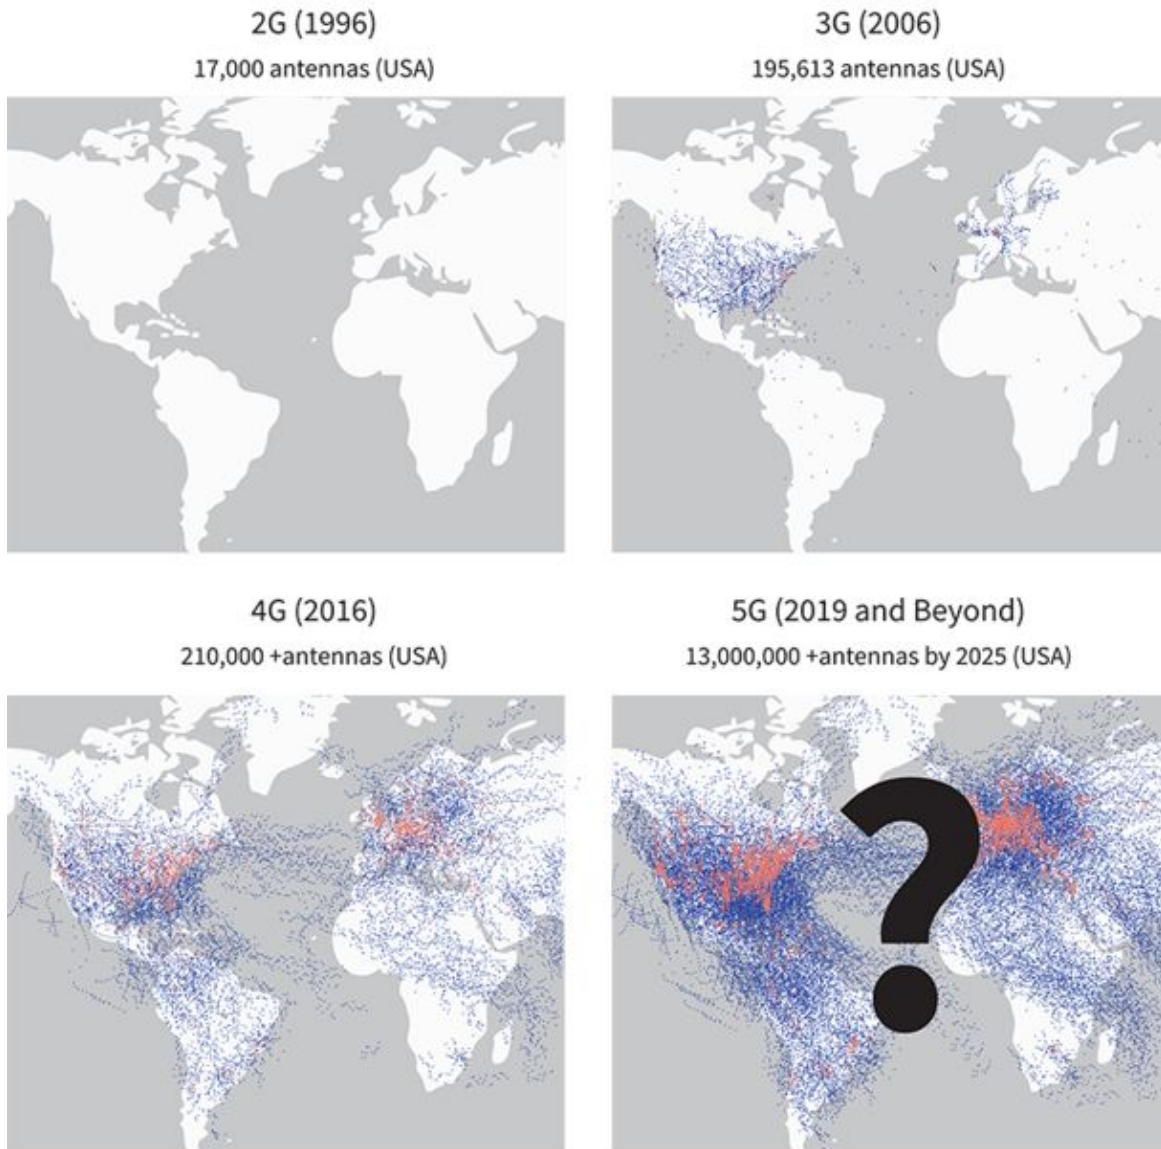 2G (1996)
17,000 antennas (USA)
3G (2006)
195,613 antennas (USA)
4G (2016)
210,000 +antennas (USA)
5G (2019 and Beyond)
13,000,000 +antennas by 2025 (USA)
?